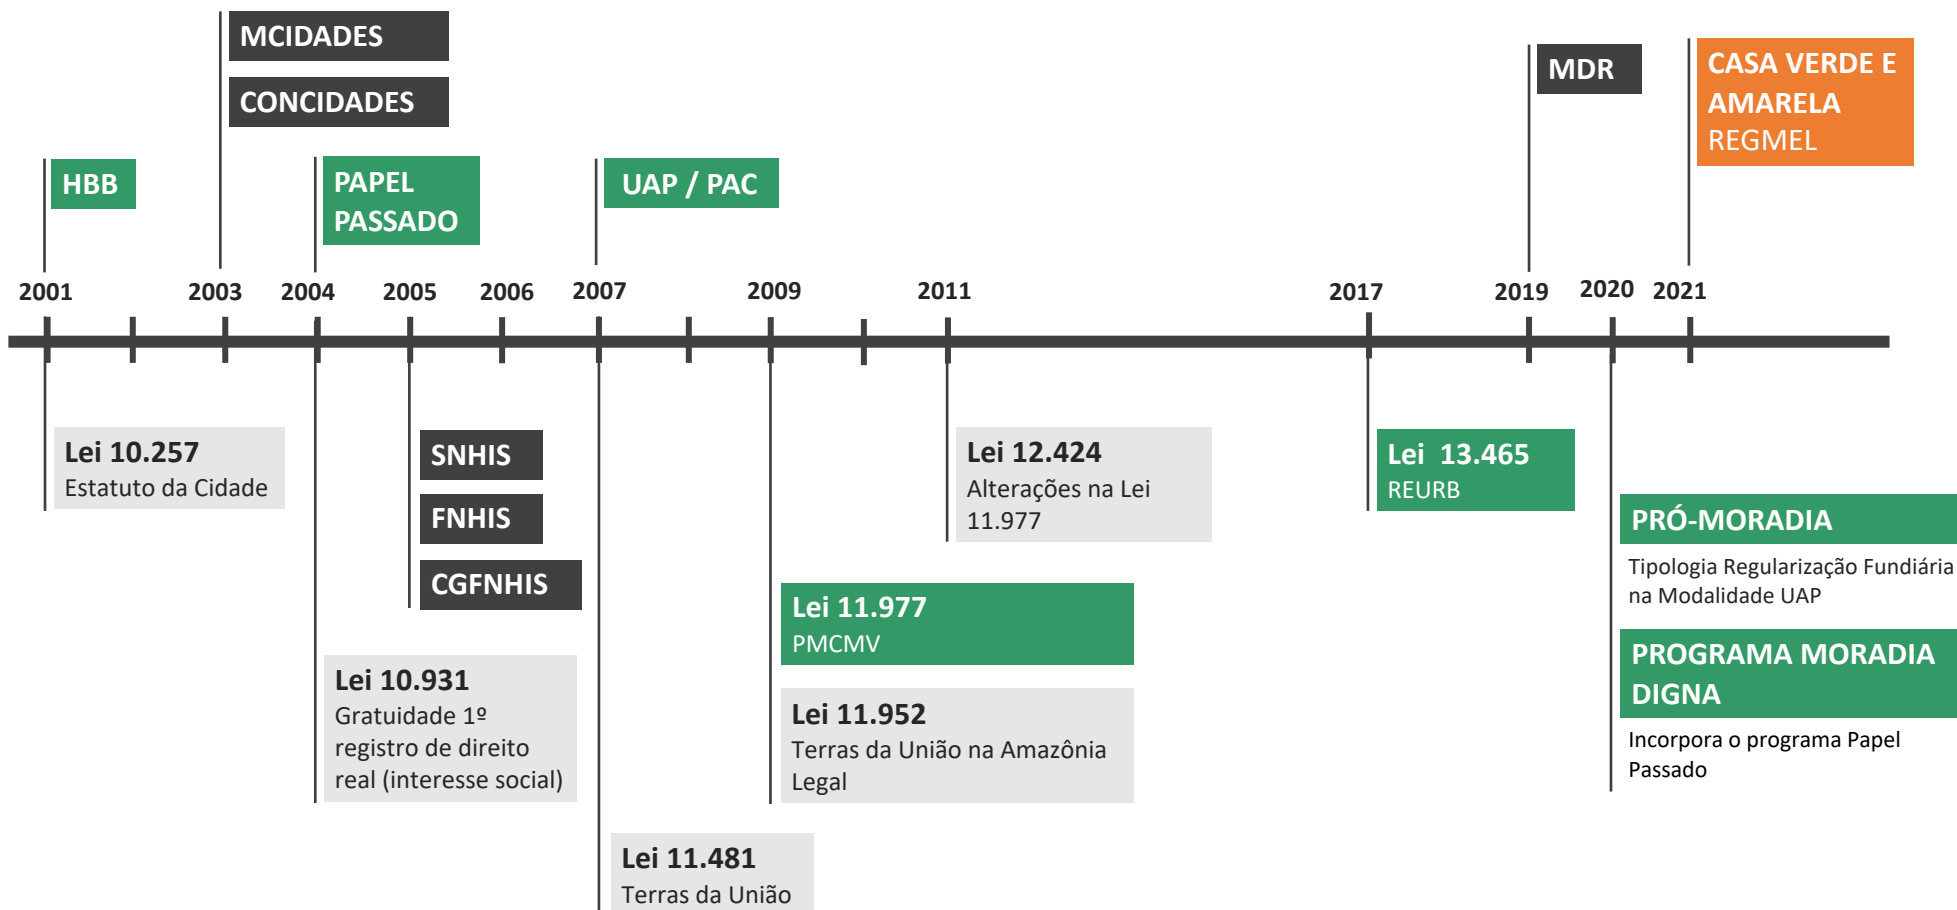 MCIDADES
CONCIDADES
MDR
CASA VERDE E
AMARELA
REGMEL
HBB
PAPEL
PASSADO
UAP / PAC
2001
2003
2004
2005
2006
2007
2009
2011
2017
2019
2020
2021
Lei 10.257
Estatuto da Cidade
SNHIS
FNHIS
CGFNHIS
Lei 12.424
Alterações na Lei
11.977
Lei 13.465
REURB
PRÓ-MORADIA
Tipologia Regularização Fundiária
na Modalidade UAP
Lei 11.977
PMCMV
PROGRAMA MORADIA
DIGNA
Incorpora o programa Papel
Passado
Lei 10.931
Gratuidade 1º
registro de direito
real (interesse social)
Lei 11.952
Terras da União na Amazônia
Legal
Lei 11.481
Terras da União